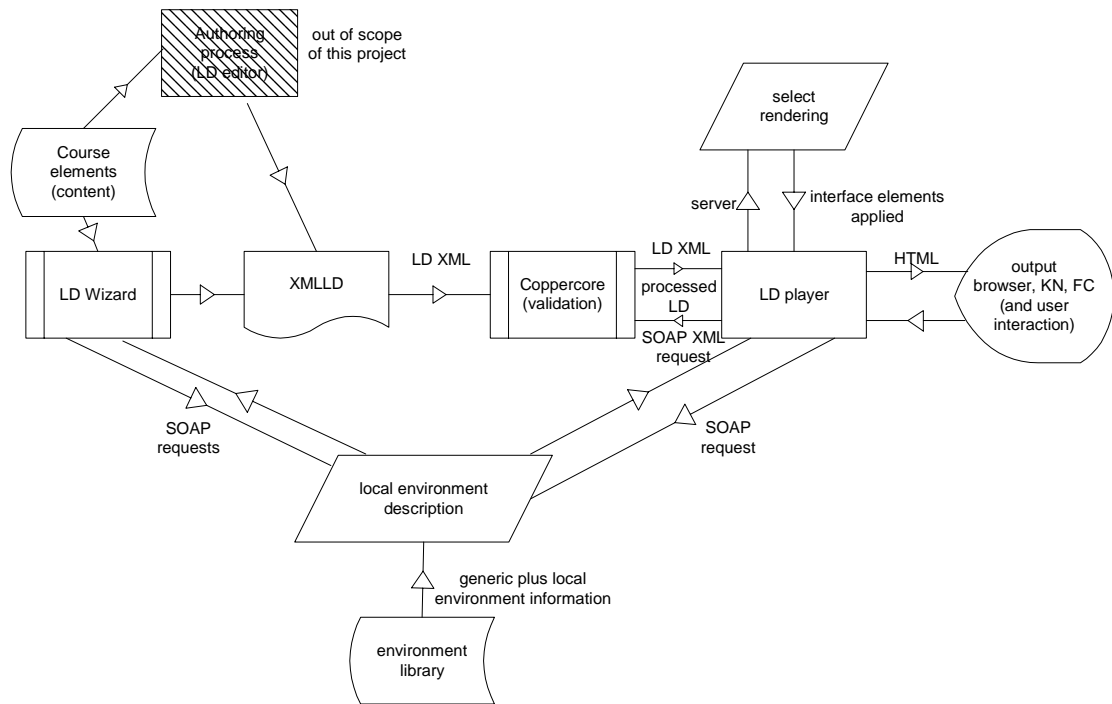 Authoring
process
(LD editor)
out of scope
of this project
Course
elements
(content)
select
rendering
server
interface elements
applied
LD Wizard
XMLLD
LD XML
Coppercore
(validation)
LD XML
processed
LD
SOAP XML
request
LD player
HTML
output
browser, KN, FC
(and user
interaction)
SOAP
requests
SOAP
request
local environment
description
generic plus local
environment information
environment
library